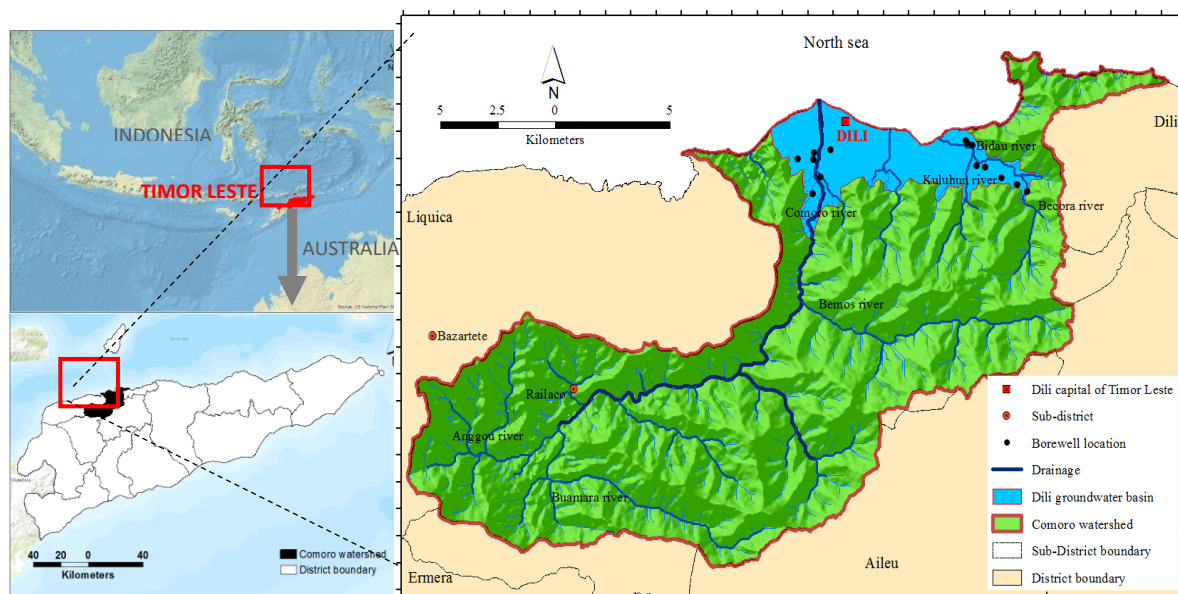 INDONESIA
TIMOR LESTE
AUSTRALIA
40 20 0 40
Kilometers
Comoro watershed
District boundary
North sea
N
5 2.5 0 5
Kilometers
DILI
Dili
Bidau river
Kuluhun river
Becora river
Comoro river
Liquica
Bemos river
Bazartete
Railaco
Anggou river
Buamara river
Ermera
Aileu
Dili capital of Timor Leste
Sub-district
Borewell location
Drainage
Dili groundwater basin
Comoro watershed
Sub-District boundary
District boundary